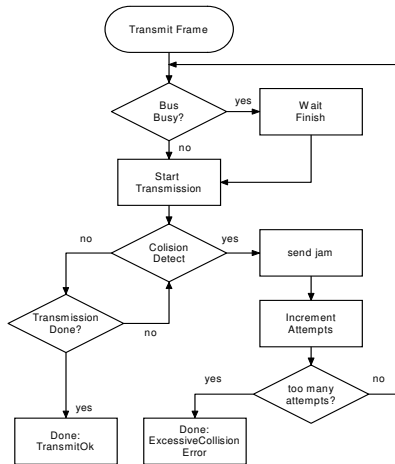 Transmit Frame
Bus
Busy?
yes
Wait
Finish
no
Start
Transmission
no
Colision
Detect
yes
send jam
Transmission
Done?
no
Increment
Attempts
yes
too many
attempts?
no
yes
Done:
TransmitOk
Done:
ExcessiveCollision
Error